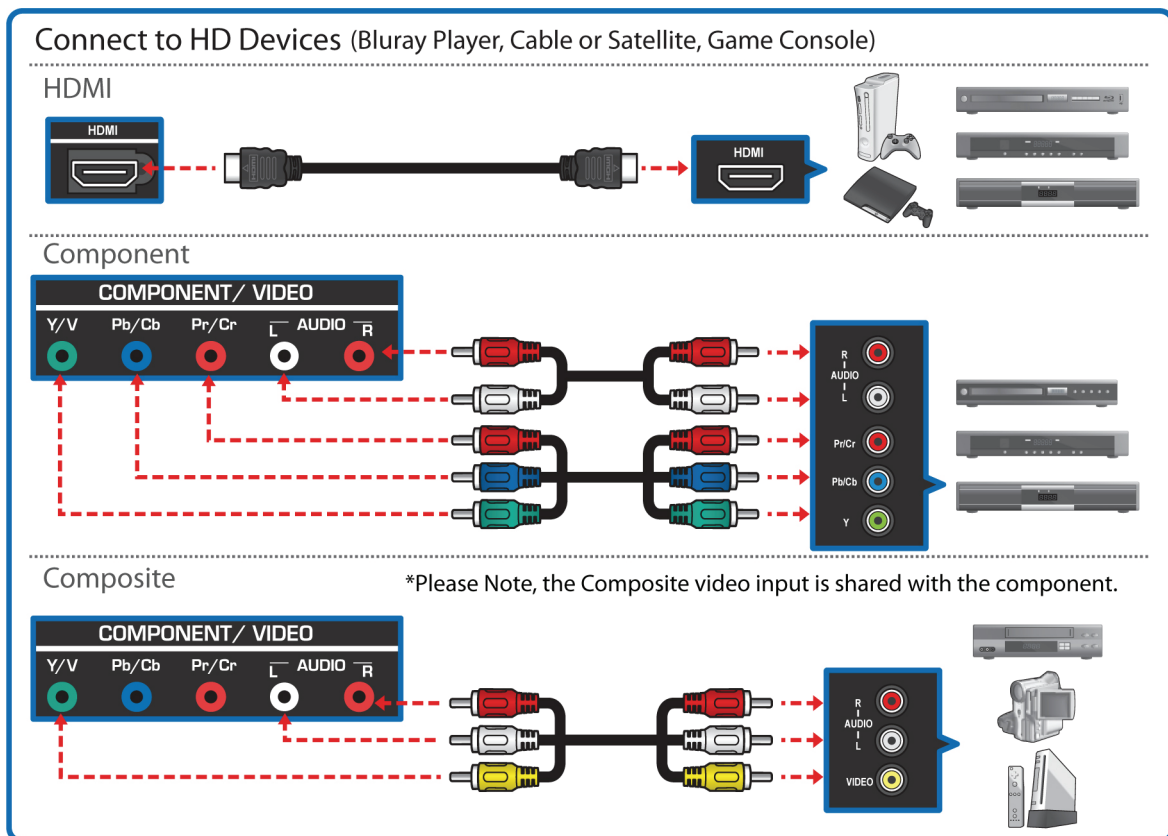 Connect to HD Devices (Bluray Player, Cable or Satellite, Game Console)
HDMI
HDMI
HDMI
HDMI
HDMI
Component
COMPONENT/ VIDEO
Y/V Pb/Cb Pr/Cr L AUDIO R
R
AUDIO
L
Pr/Cr
Pb/Cb
Y
Composite
*Please Note, the Composite video input is shared with the component.
COMPONENT/ VIDEO
Y/V Pb/Cb Pr/Cr L AUDIO R
R
AUDIO
L
VIDEO